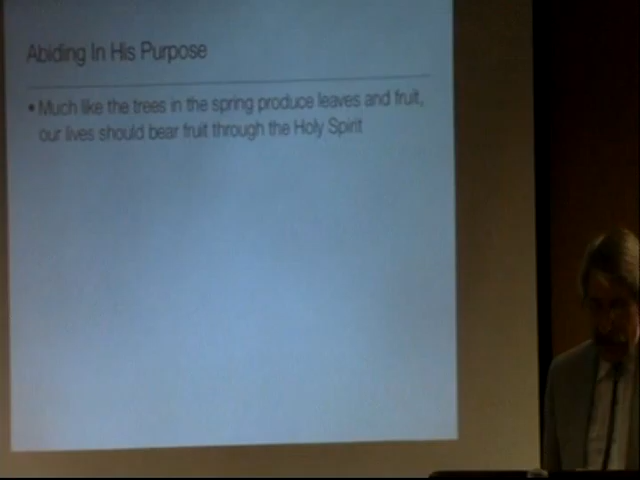 Abiding In His Purpose
• Much like the trees in the spring produce leaves and fruit,
our lives should bear fruit through the Holy Spirit